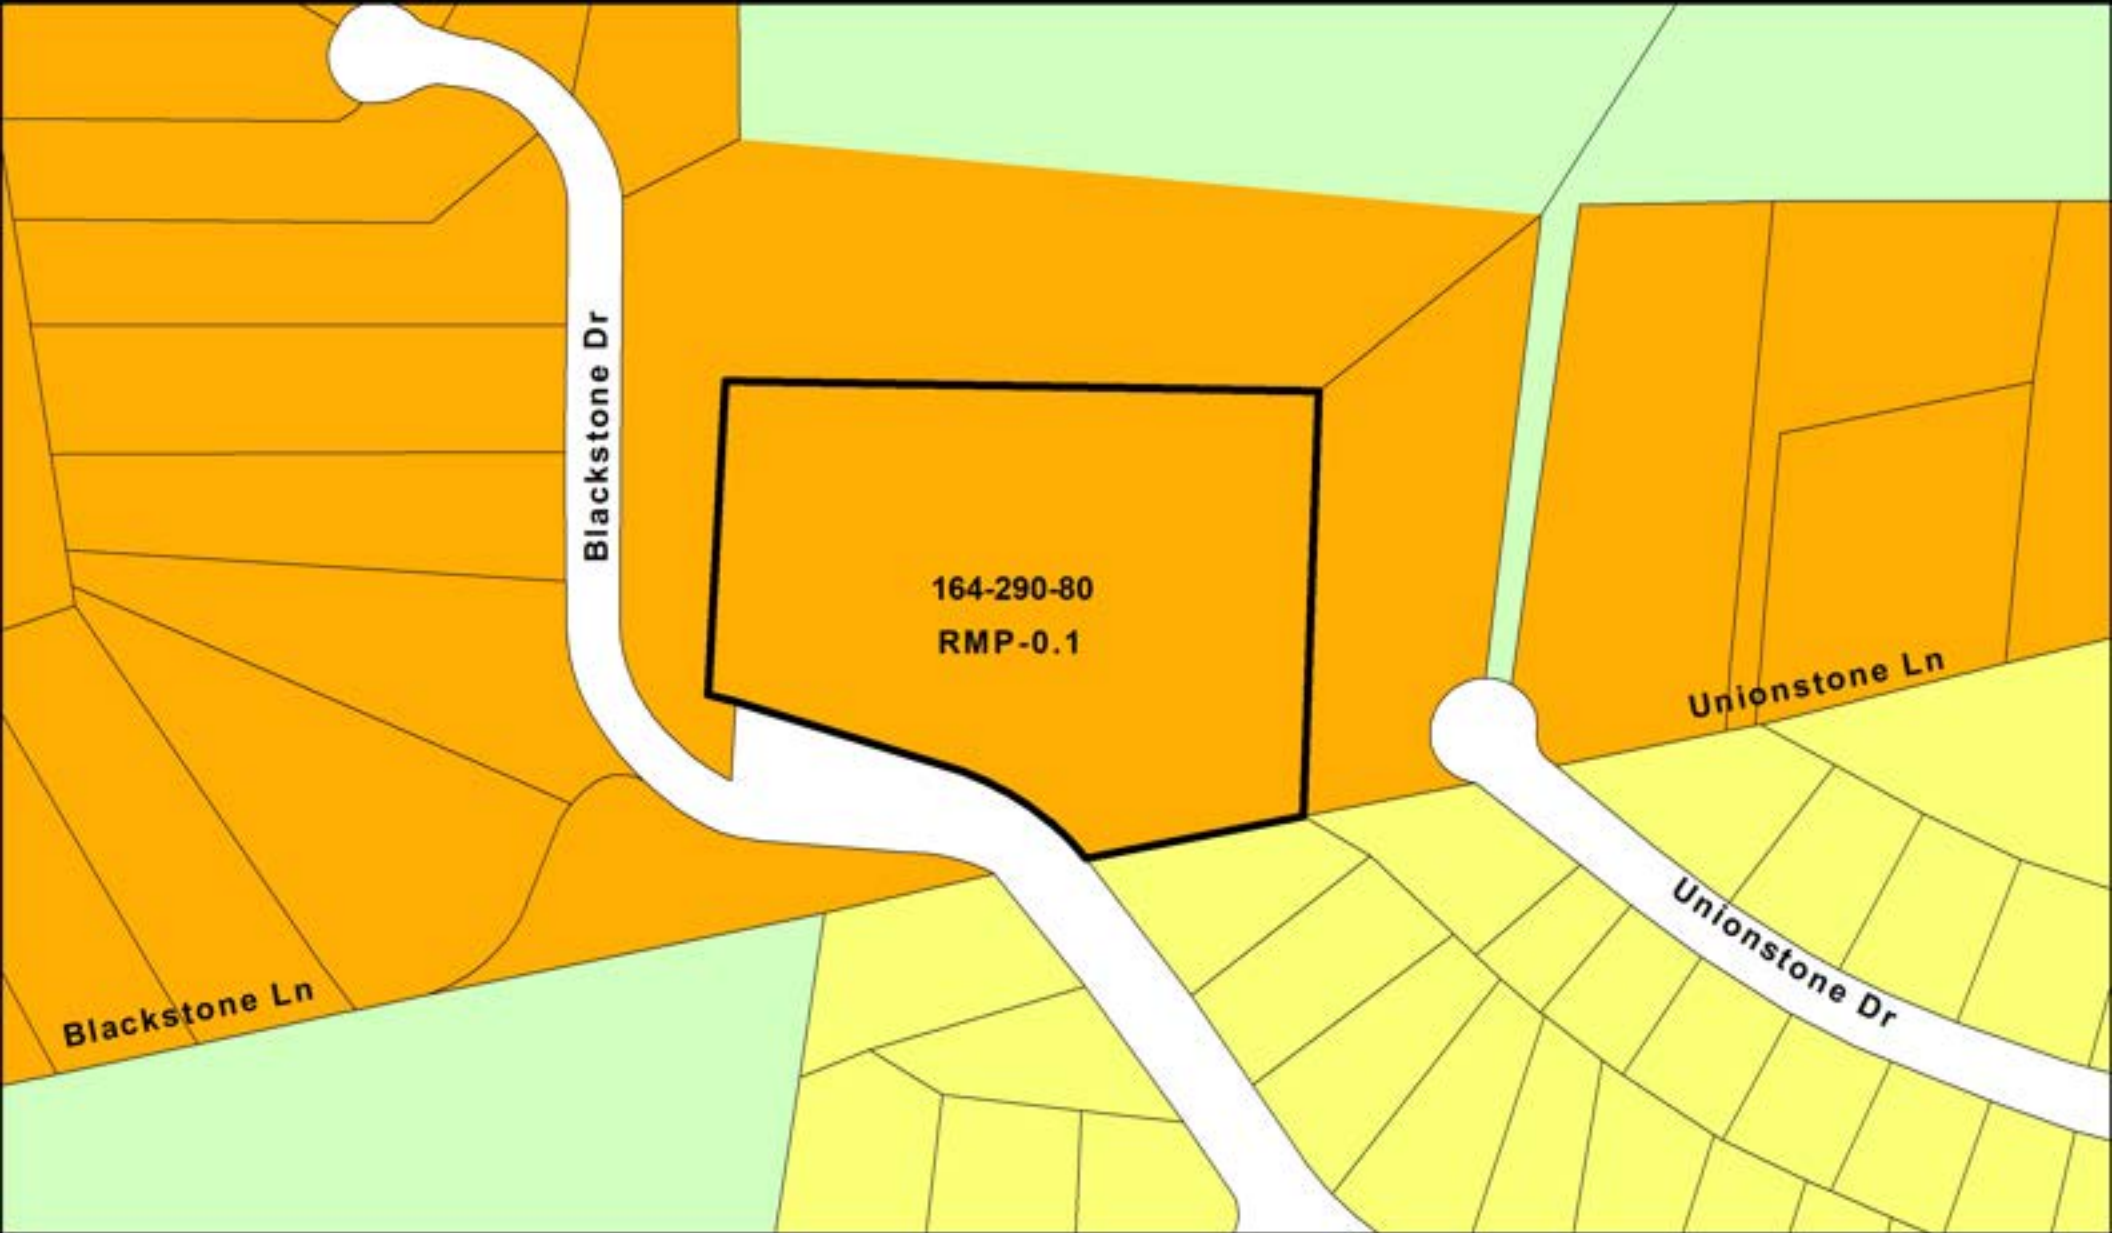 Blackstone Dr
164-290-80
RMP-0.1
Unionstone Ln
Unionstone Dr
Blackstone Ln